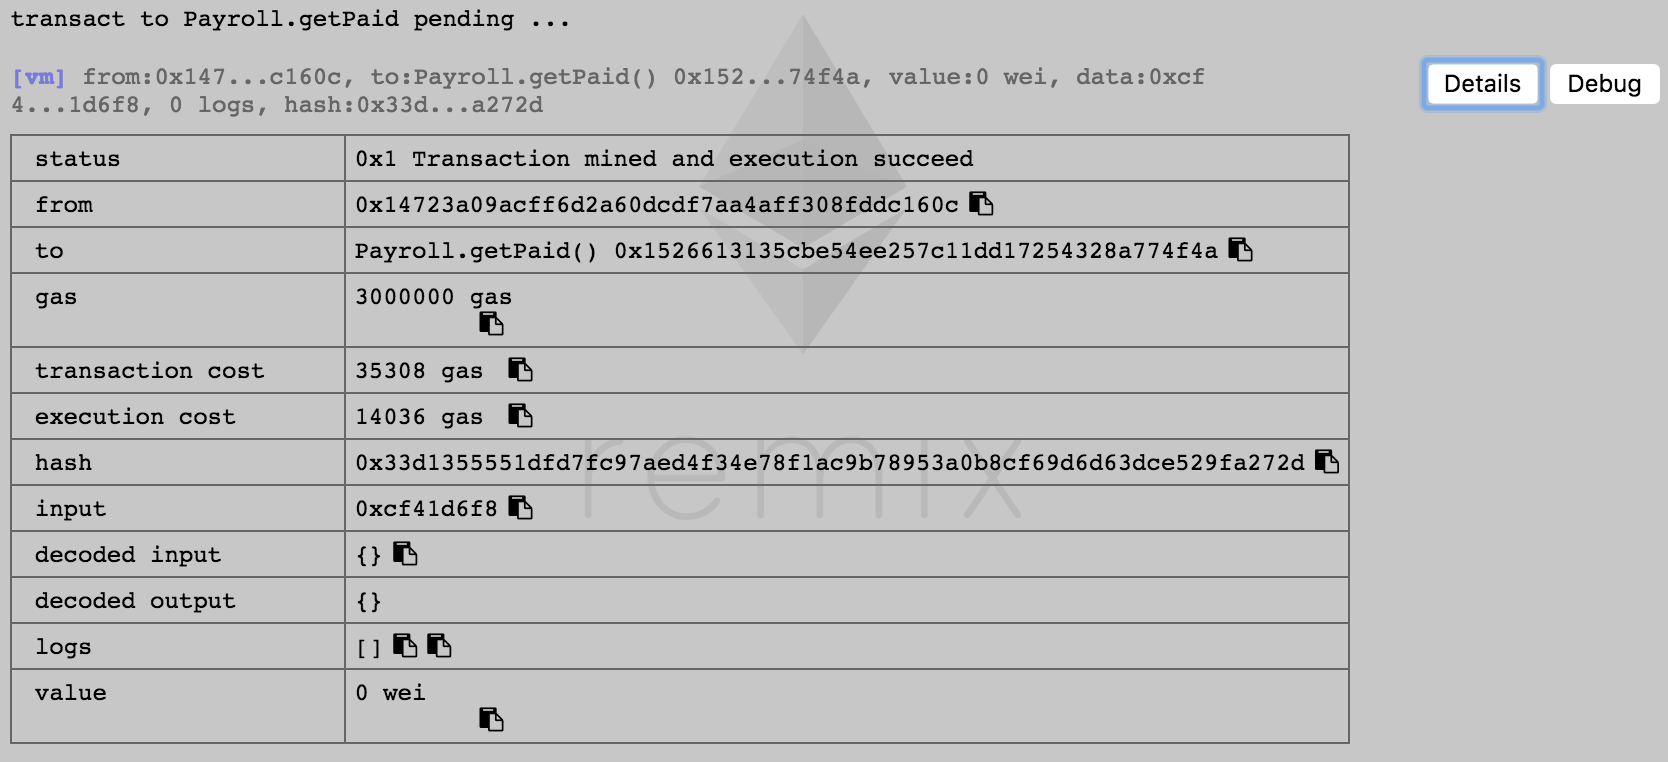 transact to Payroll.getPaid pending ...
[vm] from:0x147...c160c, to:Payroll.getPaid() 0x152...74f4a, value:0 wei, data:0xcf
4...1d6f8, 0 logs, hash:0x33d...a272d
Details Debug
status 0x1 Transaction mined and execution succeed
from 0x14723a09acff6d2a60dcdf7aa4aff308fddc160c
to Payroll.getPaid() 0x1526613135cbe54ee257c11dd17254328a774f4a
gas 3000000 gas
transaction cost 35308 gas
execution cost 14036 gas
hash 0x33d1355551dfd7fc97aed4f34e78f1ac9b78953a0b8cf69d6d63dce529fa272d
input 0xcf41d6f8
decoded input {}
decoded output {}
logs []
value 0 wei
remix